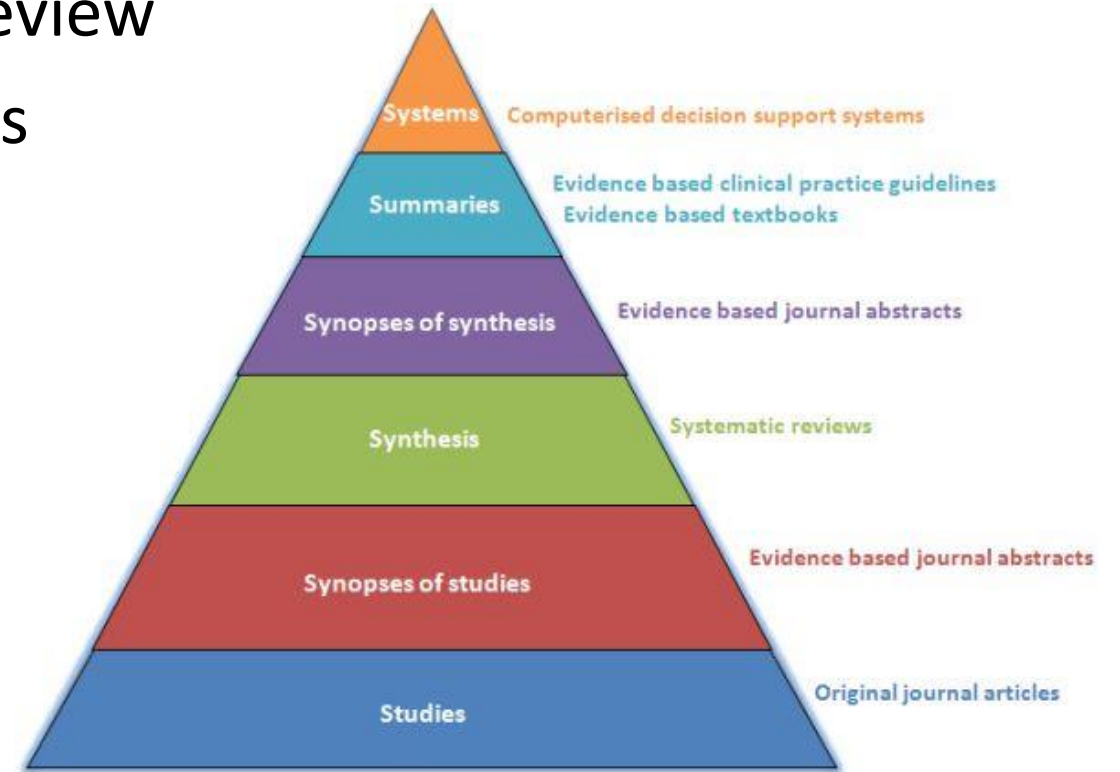 eview
s
Systems
Computerised decision support systems
Summaries
Evidence based clinical practice guidelines
Evidence based textbooks
Synopses of synthesis
Evidence based journal abstracts
Synthesis
Systematic reviews
Synopses of studies
Evidence based journal abstracts
Studies
Original journal articles